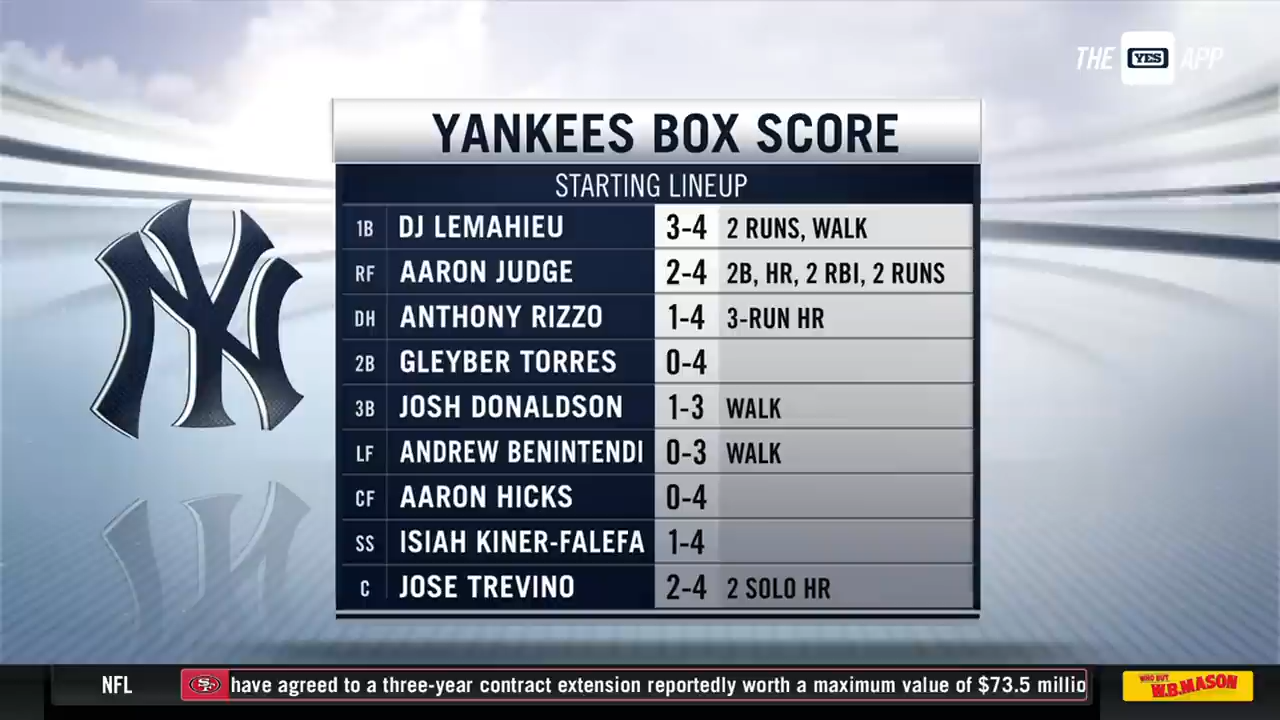 THE YES APP
YANKEES BOX SCORE
STARTING LINEUP
1B DJ LEMAHIEU 3-4 2 RUNS, WALK
RF AARON JUDGE 2-4 2B, HR, 2 RBI, 2 RUNS
DH ANTHONY RIZZO 1-4 3-RUN HR
2B GLEYBER TORRES 0-4
3B JOSH DONALDSON 1-3 WALK
LF ANDREW BENINTENDI 0-3 WALK
CF AARON HICKS 0-4
SS ISIAH KINER-FALEFA 1-4
C JOSE TREVINO 2-4 2 SOLO HR
NFL SF have agreed to a three-year contract extension reportedly worth a maximum value of $73.5 millio
WHO BUT
W.B. MASON